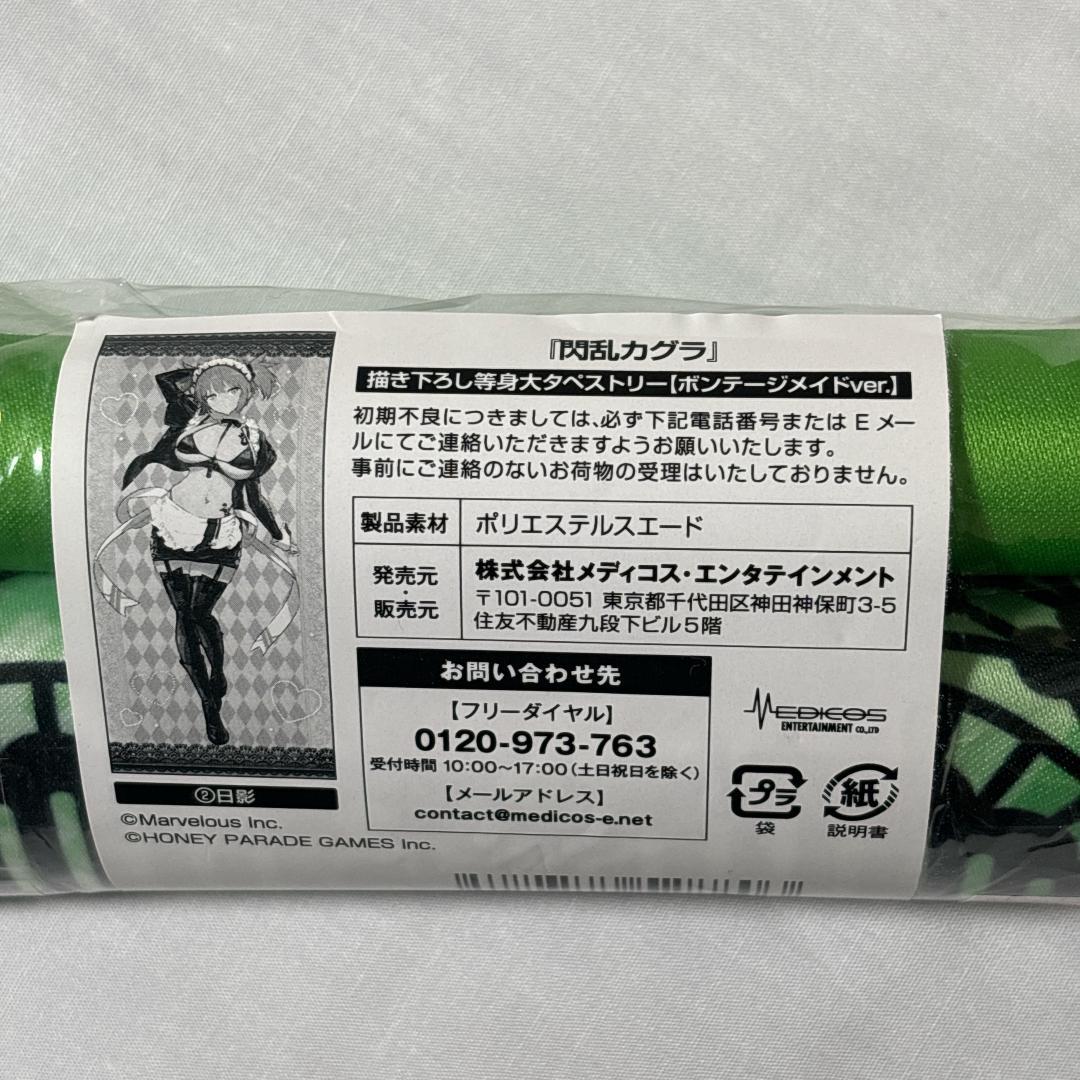 『閃乱カグラ』
描き下ろし等身大タペストリー【ボンテージメイドver.】
初期不良につきましては、必ず下記電話番号または E メー
ルにてご連絡いただきますようお願いいたします。
事前にご連絡のないお荷物の受理はいたしておりません。
製品素材 ポリエステルスエード
発売元・販売元 株式会社メディコス・エンタテインメント
〒101-0051 東京都千代田区神田神保町3-5
住友不動産九段下ビル5階
お問い合わせ先
【フリーダイヤル】
0120-973-763
受付時間 10:00〜17:00（土日祝日を除く）
【メールアドレス】
contact@medicos-e.net
MEDICOS
ENTERTAINMENT CO.,LTD
プラ
袋
紙
説明書
②日影
©Marvelous Inc.
©HONEY PARADE GAMES Inc.